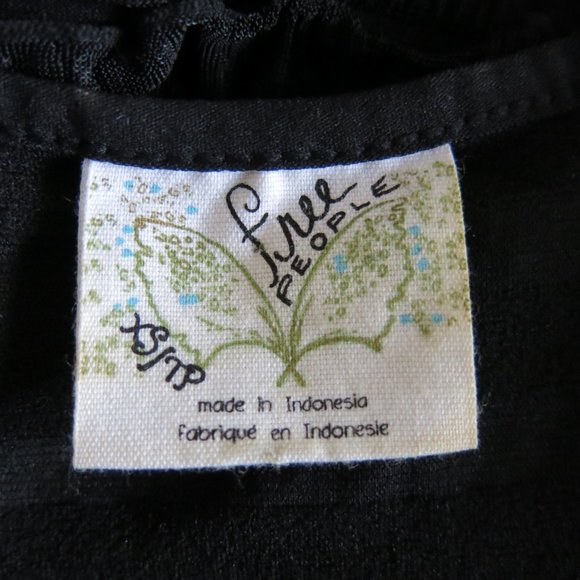 free
PEOPLE
XS/TP
made in Indonesia
fabriqué en Indonesie